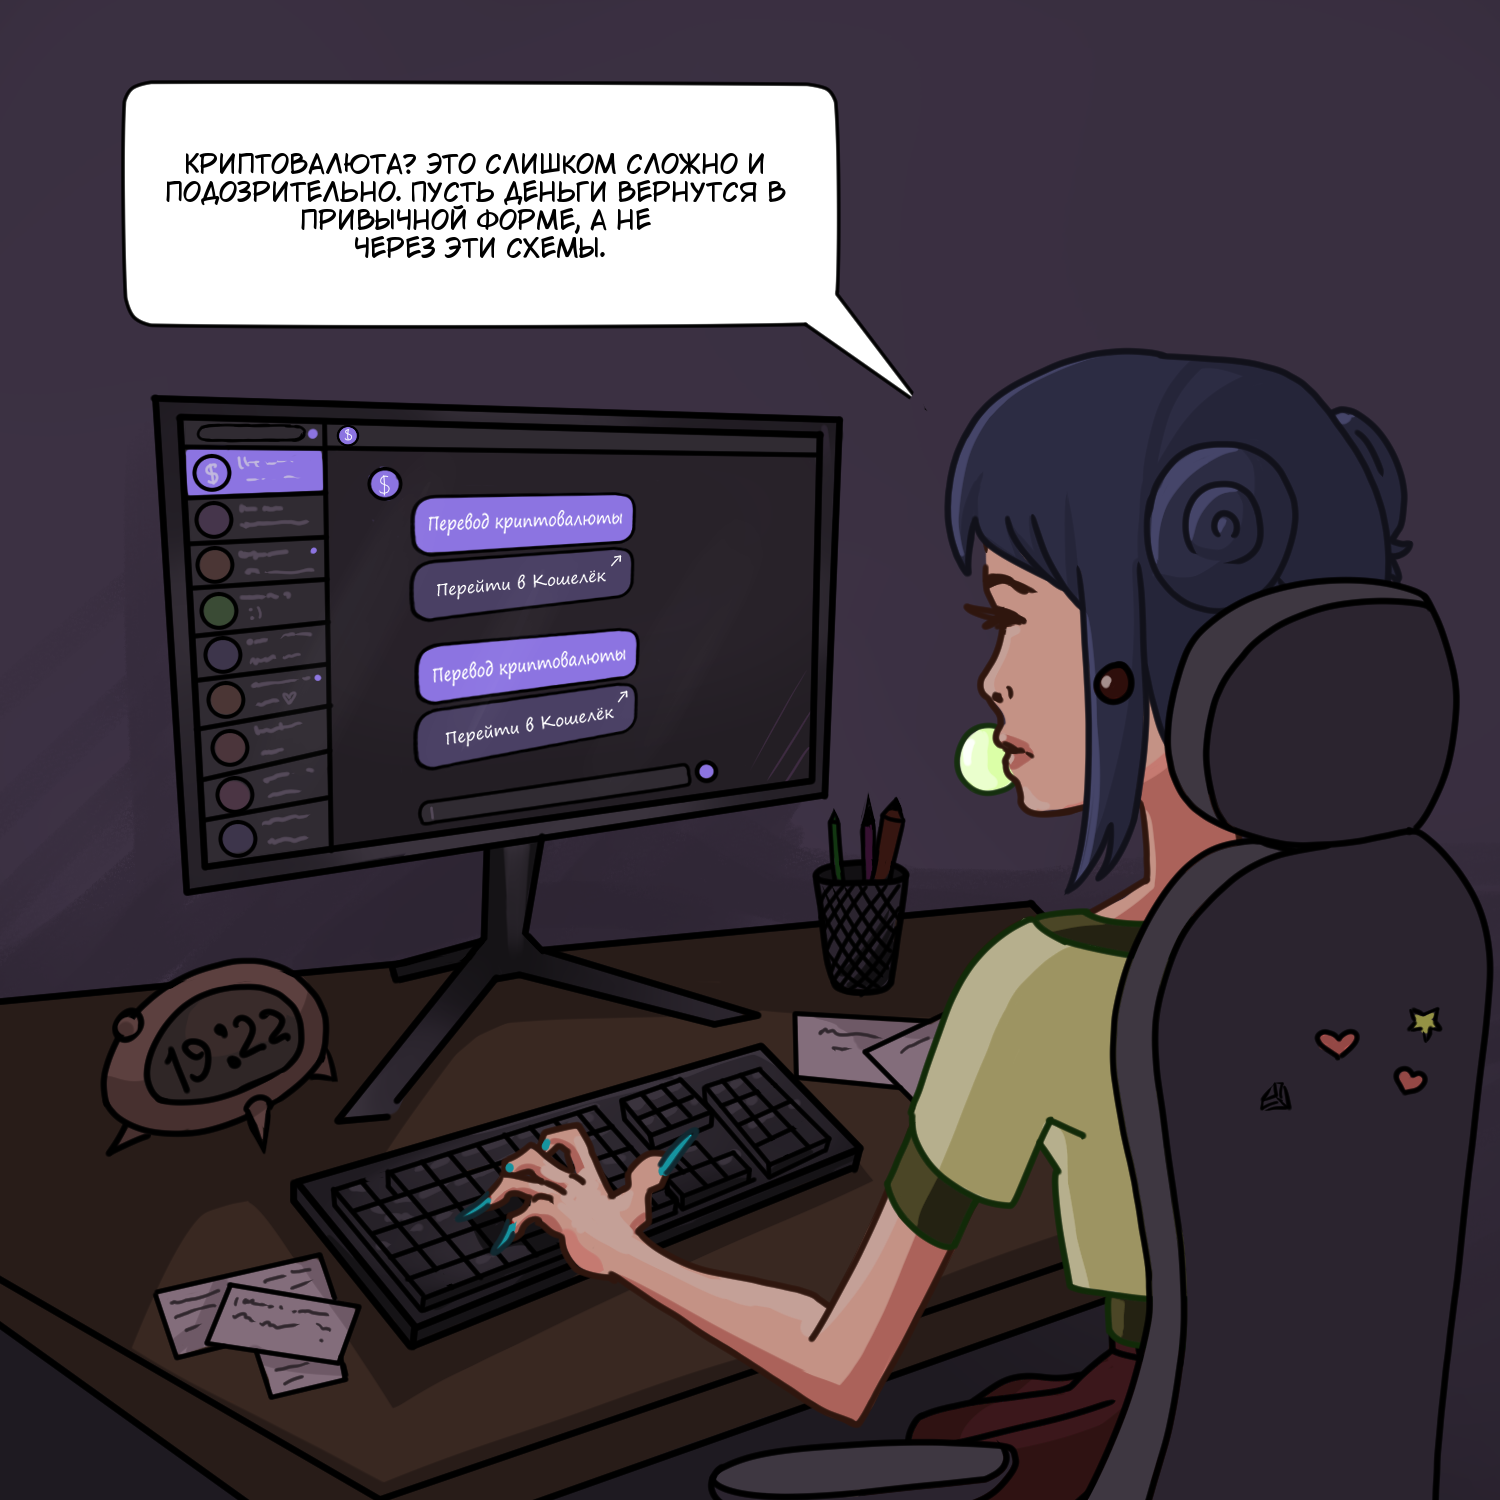 КРИПТОВАЛЮТА? ЭТО СЛИШКОМ СЛОЖНО И
ПОДОЗРИТЕЛЬНО. ПУСТЬ ДЕНЬГИ ВЕРНУТСЯ В
ПРИВЫЧНОЙ ФОРМЕ, А НЕ
ЧЕРЕЗ ЭТИ СХЕМЫ.
$
$
$
Перевод криптовалюты
Перейти в Кошелёк
:)
Перевод криптовалюты
Перейти в Кошелёк
19:22